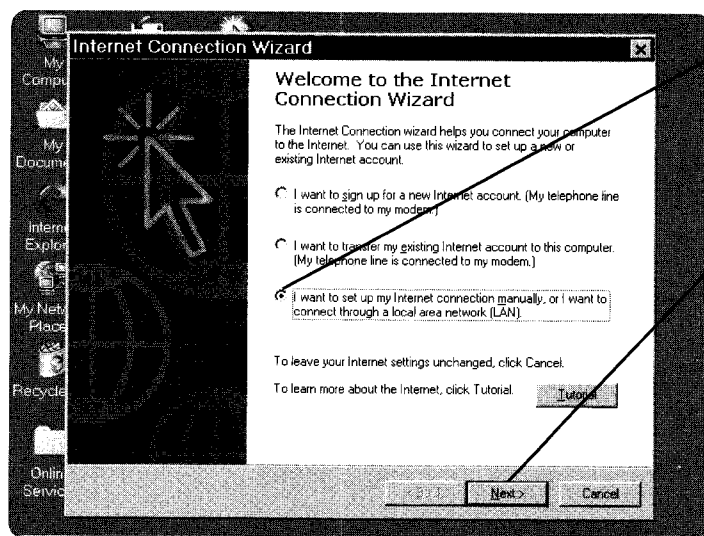 Internet Connection Wizard
My
Compu
My
Docume
Intern
Explor
My Netw
Place
Recycle
Onlin
Servic
Welcome to the Internet
Connection Wizard
The Internet Connection wizard helps you connect your computer
to the Internet. You can use this wizard to set up a new or
existing Internet account.
I want to sign up for a new Internet account. (My telephone line
is connected to my modem.)
I want to transfer my existing Internet account to this computer.
(My telephone line is connected to my modem.)
I want to set up my Internet connection manually, or I want to
connect through a local area network (LAN).
To leave your Internet settings unchanged, click Cancel.
To learn more about the Internet, click Tutorial.
Tutorial
Next >
Cancel